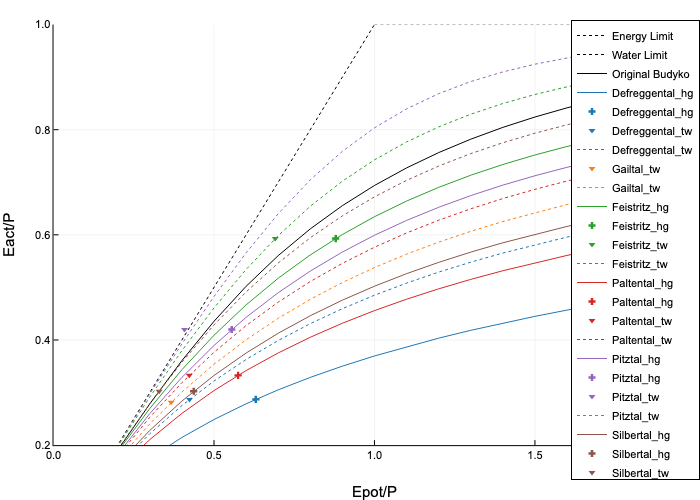 1.0
0.8
0.6
0.4
0.2
0.0
0.5
1.0
1.5
Eact/P
Epot/P
Energy Limit
Water Limit
Original Budyko
Defreggental_hg
Defreggental_hg
Defreggental_tw
Defreggental_tw
Gailtal_tw
Gailtal_tw
Feistritz_hg
Feistritz_hg
Feistritz_tw
Feistritz_tw
Paltental_hg
Paltental_hg
Paltental_tw
Paltental_tw
Pitztal_hg
Pitztal_hg
Pitztal_tw
Pitztal_tw
Silbertal_hg
Silbertal_hg
Silbertal_tw